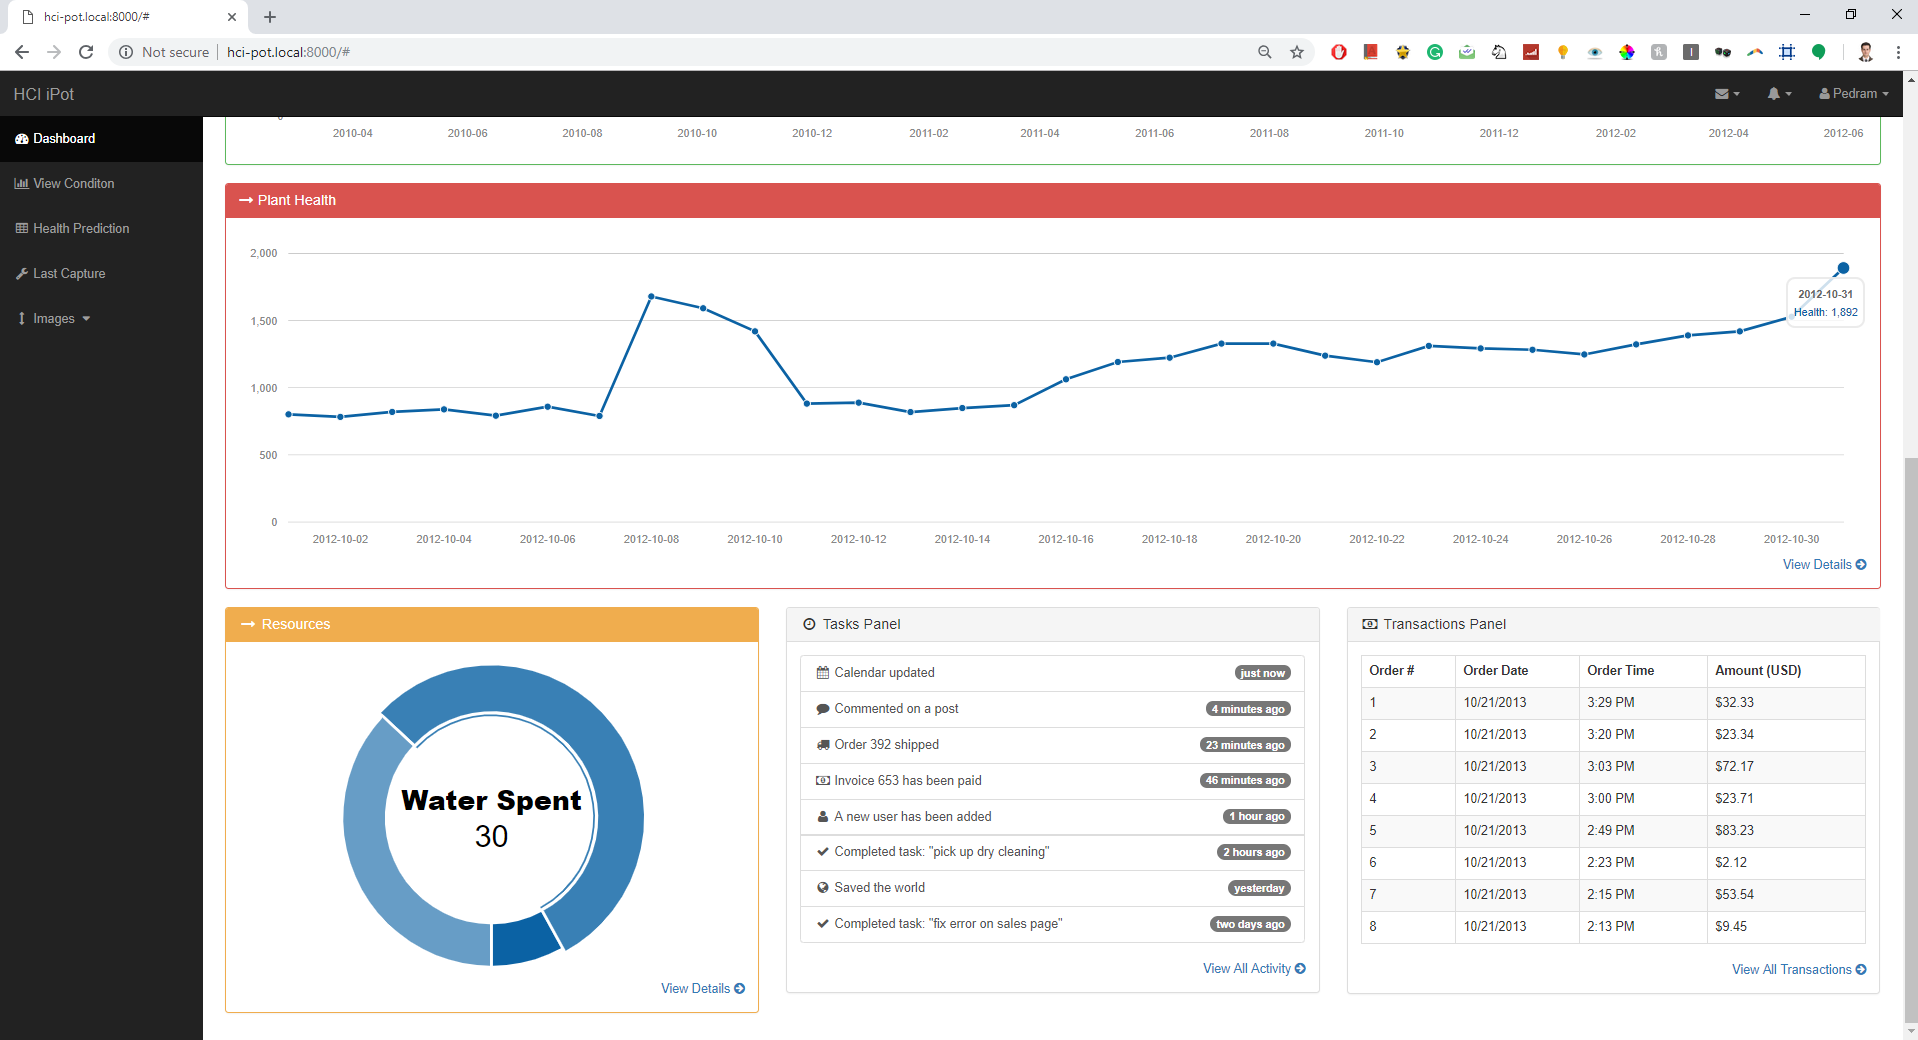 hci-pot.local:8000/#
Not secure | hci-pot.local:8000/#
HCI iPot
Pedram
Dashboard
View Conditon
Health Prediction
Last Capture
Images
2010-04 2010-06 2010-08 2010-10 2010-12 2011-02 2011-04 2011-06 2011-08 2011-10 2011-12 2012-02 2012-04 2012-06
Plant Health
2,000
1,500
1,000
500
0
2012-10-31
Health: 1,892
2012-10-02 2012-10-04 2012-10-06 2012-10-08 2012-10-10 2012-10-12 2012-10-14 2012-10-16 2012-10-18 2012-10-20 2012-10-22 2012-10-24 2012-10-26 2012-10-28 2012-10-30
View Details
Resources
Water Spent
30
View Details
Tasks Panel
Calendar updated just now
Commented on a post 4 minutes ago
Order 392 shipped 23 minutes ago
Invoice 653 has been paid 46 minutes ago
A new user has been added 1 hour ago
Completed task: "pick up dry cleaning" 2 hours ago
Saved the world yesterday
Completed task: "fix error on sales page" two days ago
View All Activity
Transactions Panel
Order # Order Date Order Time Amount (USD)
1 10/21/2013 3:29 PM $32.33
2 10/21/2013 3:20 PM $23.34
3 10/21/2013 3:03 PM $72.17
4 10/21/2013 3:00 PM $23.71
5 10/21/2013 2:49 PM $83.23
6 10/21/2013 2:23 PM $2.12
7 10/21/2013 2:15 PM $53.54
8 10/21/2013 2:13 PM $9.45
View All Transactions